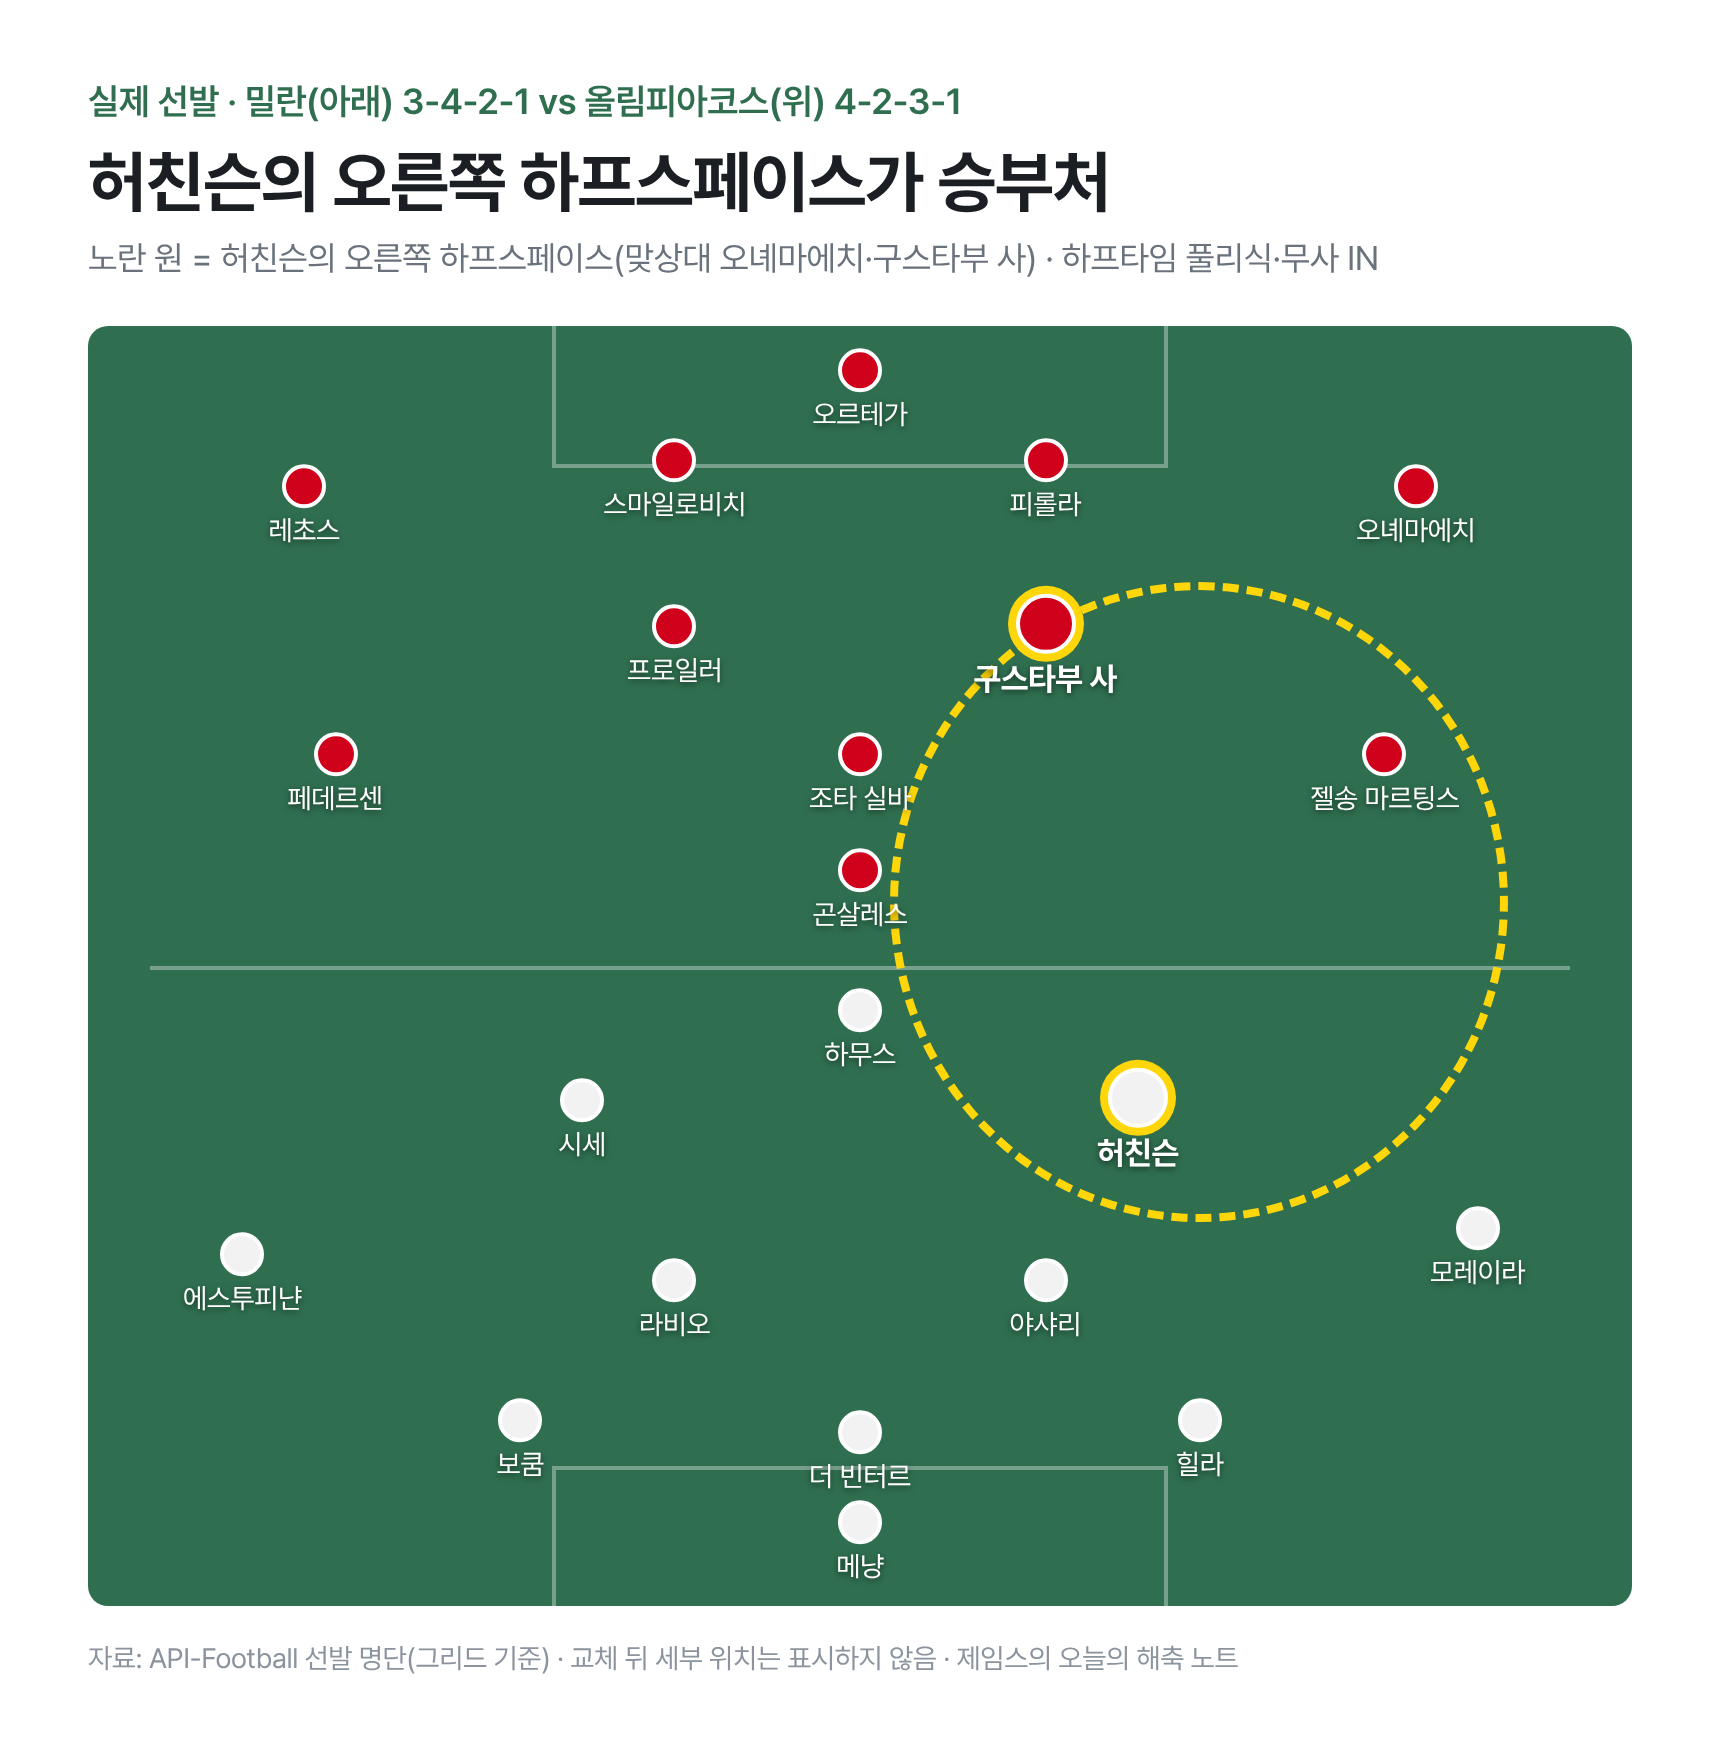 실제 선발 · 밀란(아래) 3-4-2-1 vs 올림피아코스(위) 4-2-3-1
허친슨의 오른쪽 하프스페이스가 승부처
노란 원 = 허친슨의 오른쪽 하프스페이스(맞상대 오녜마에치·구스타부 사) · 하프타임 풀리식·무사 IN
오르테가
스마일로비치
피롤라
레초스
오녜마에치
프로일러
구스타부 사
페데르센
조타 실바
젤송 마르팅스
곤살레스
하무스
시세
허친슨
모레이라
에스투피냔
라비오
야샤리
보쿰
더 빈터르
힐라
메냥
자료: API-Football 선발 명단(그리드 기준) · 교체 뒤 세부 위치는 표시하지 않음 · 제임스의 오늘의 해축 노트